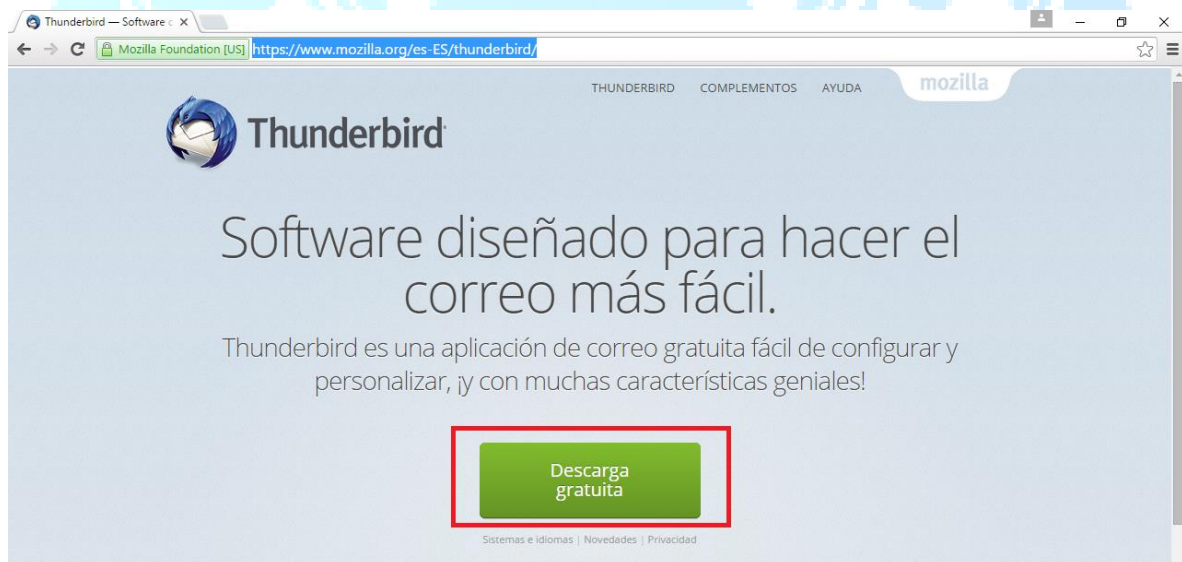 Thunderbird — Software c
Mozilla Foundation [US] https://www.mozilla.org/es-ES/thunderbird/
THUNDERBIRD COMPLEMENTOS AYUDA mozilla
Thunderbird
Software diseñado para hacer el
correo más fácil.
Thunderbird es una aplicación de correo gratuita fácil de configurar y
personalizar, ¡y con muchas características geniales!
Descarga
gratuita
Sistemas e idiomas | Novedades | Privacidad